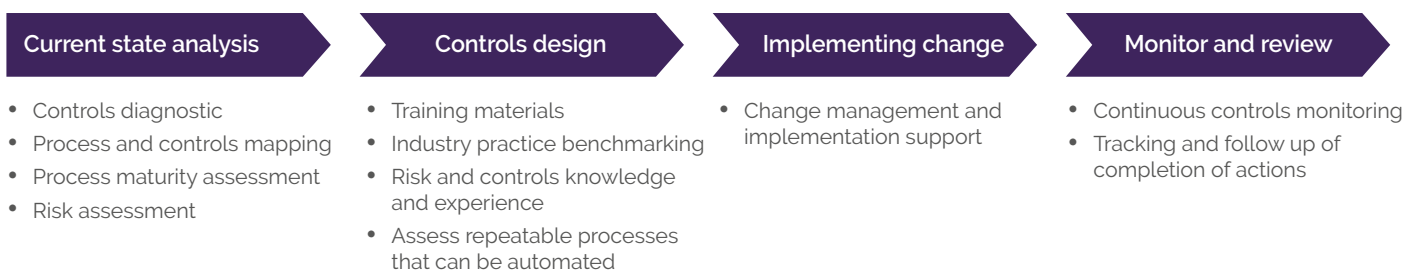 Current state analysis
• Controls diagnostic
• Process and controls mapping
• Process maturity assessment
• Risk assessment
Controls design
• Training materials
• Industry practice benchmarking
• Risk and controls knowledge
and experience
• Assess repeatable processes
that can be automated
Implementing change
• Change management and
implementation support
Monitor and review
• Continuous controls monitoring
• Tracking and follow up of
completion of actions